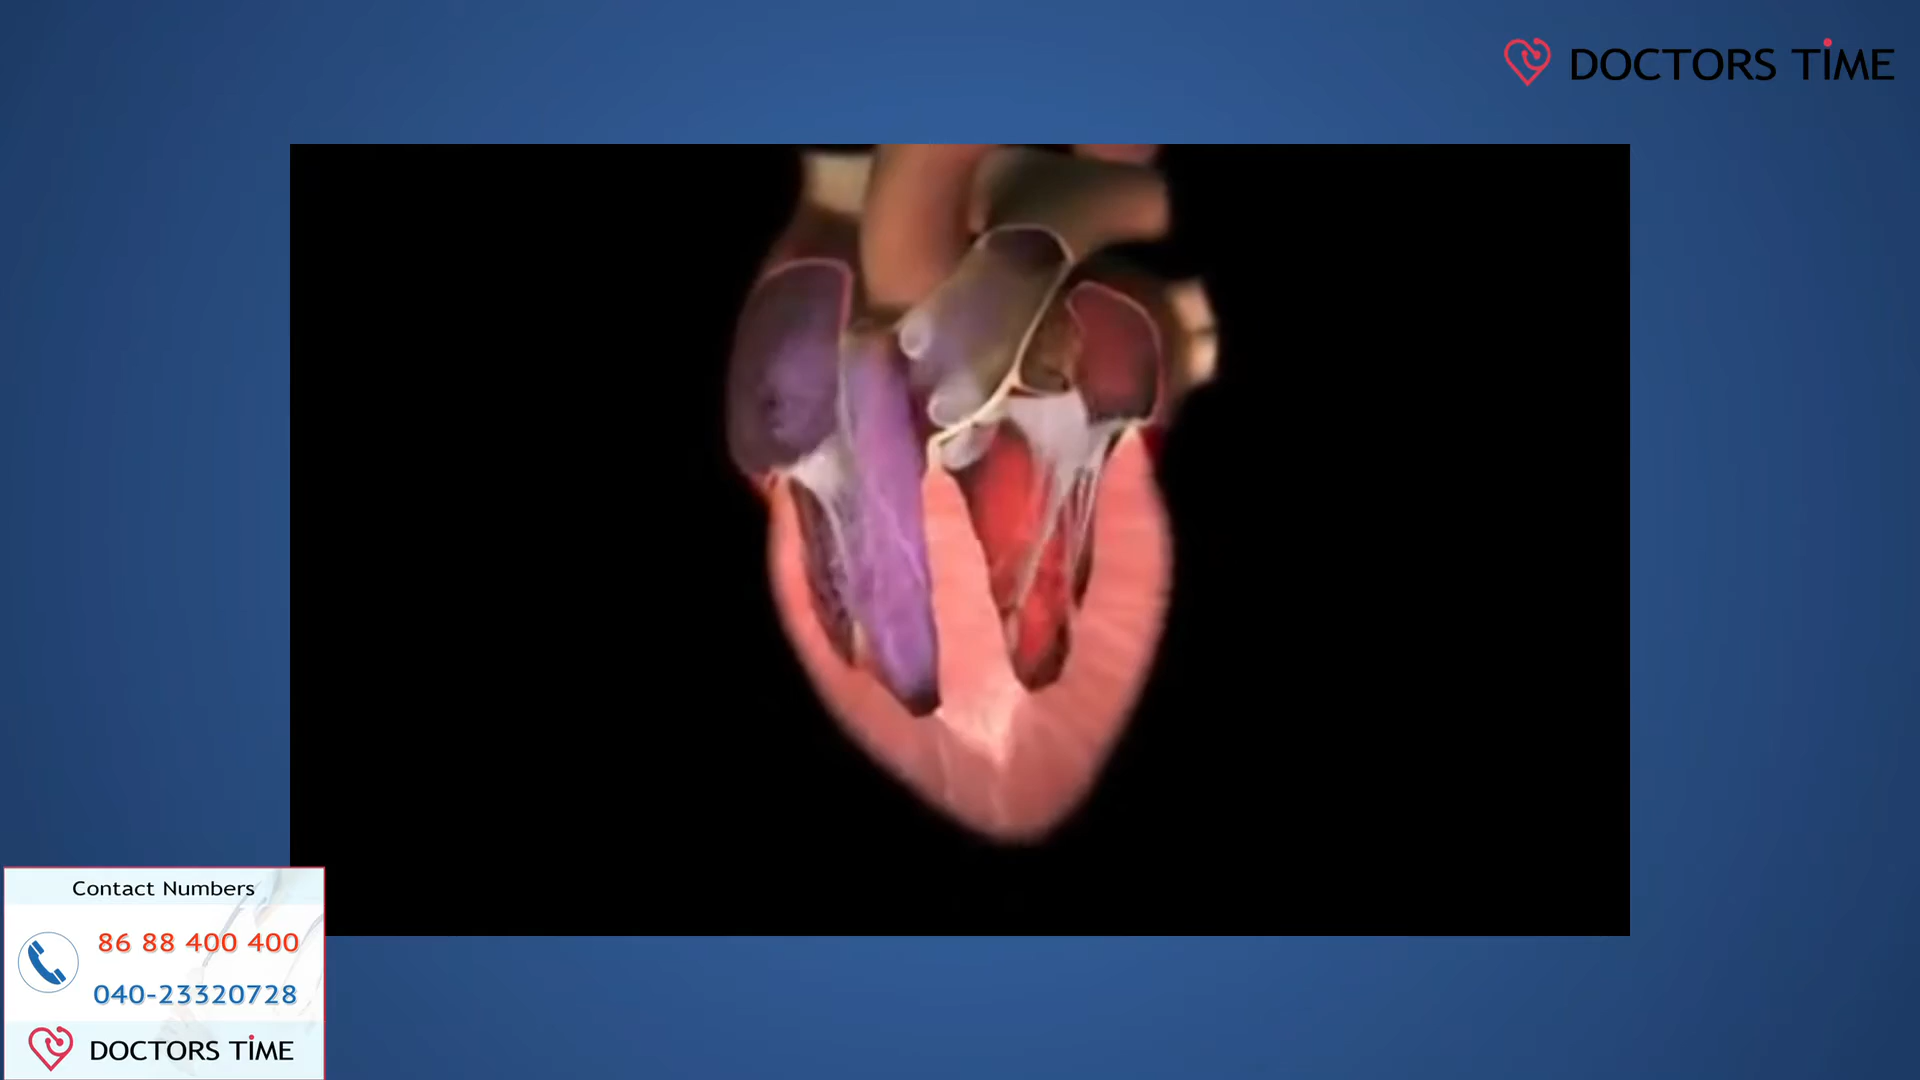 DOCTORS TIME
Contact Numbers
86 88 400 400
040-23320728
DOCTORS TIME